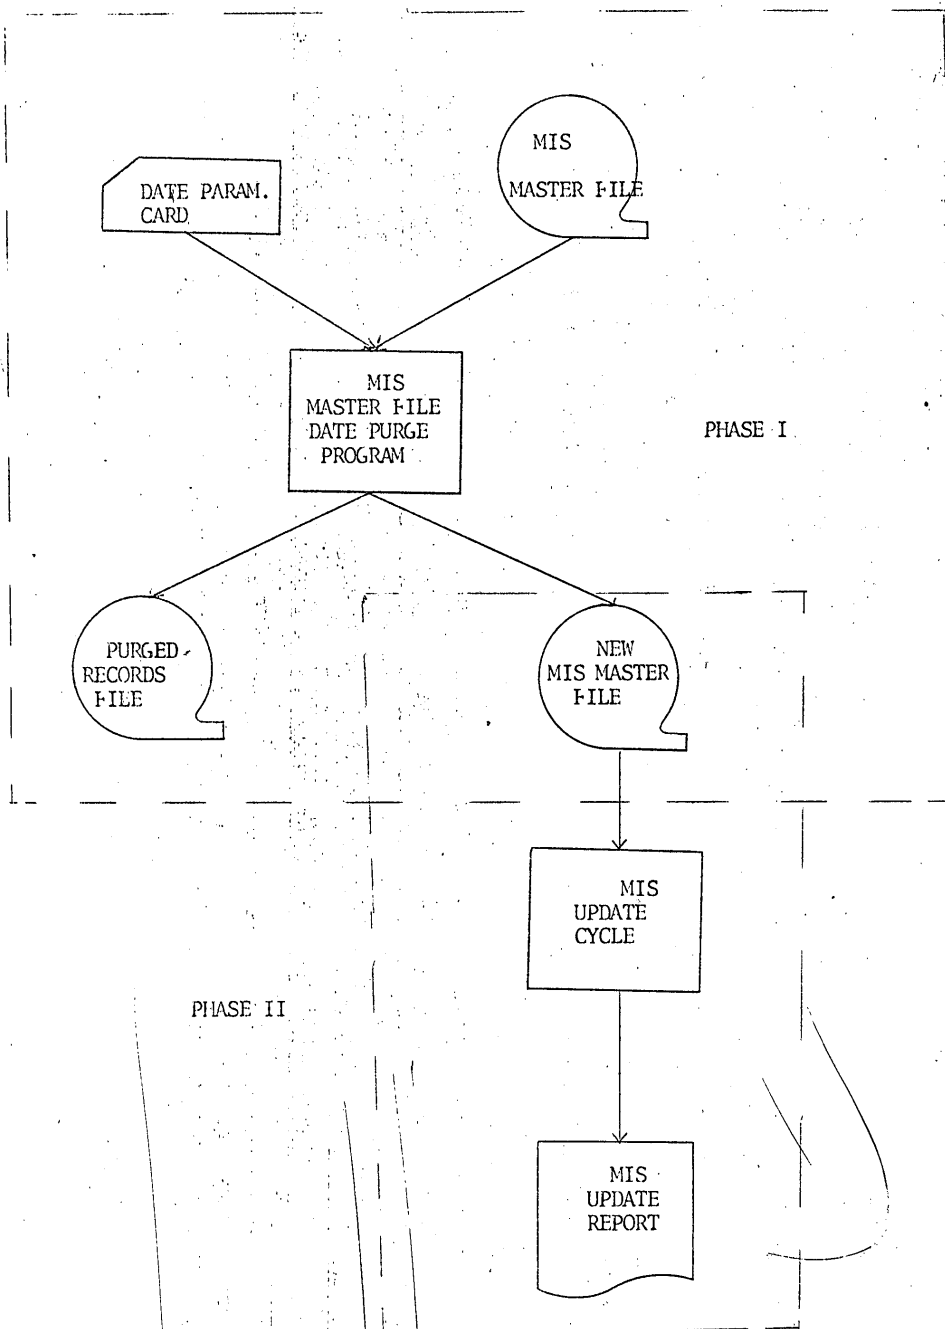 MIS
MASTER FILE
DATE PARAM.
CARD
MIS
MASTER FILE
DATE PURGE
PROGRAM
PHASE I
PURGED
RECORDS
FILE
NEW
MIS MASTER
FILE
MIS
UPDATE
CYCLE
PHASE II
MIS
UPDATE
REPORT